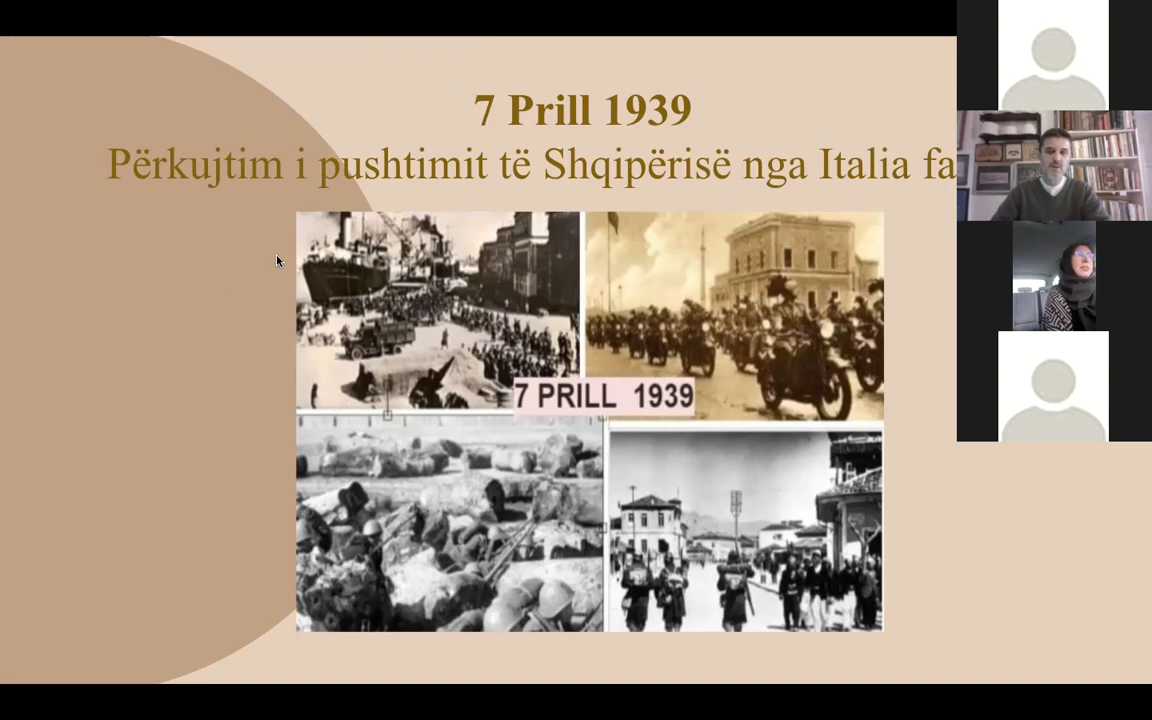 7 Prill 1939
Përkujtim i pushtimit të Shqipërisë nga Italia fa
7 PRILL 1939